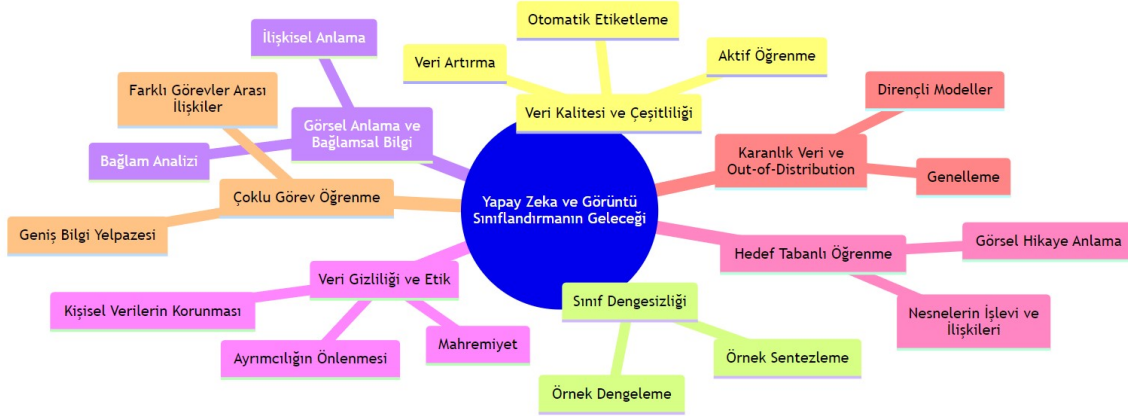 Yapay Zeka ve Görüntü
Sınıflandırmanın Geleceği
Veri Kalitesi ve Çeşitliliği
Veri Artırma
Otomatik Etiketleme
Aktif Öğrenme
Karanlık Veri ve
Out-of-Distribution
Dirençli Modeller
Genelleme
Hedef Tabanlı Öğrenme
Görsel Hikaye Anlama
Nesnelerin İşlevi ve
İlişkileri
Sınıf Dengesizliği
Örnek Sentezleme
Örnek Dengeleme
Veri Gizliliği ve Etik
Mahremiyet
Ayrımcılığın Önlenmesi
Kişisel Verilerin Korunması
Çoklu Görev Öğrenme
Geniş Bilgi Yelpazesi
Farklı Görevler Arası
İlişkiler
Görsel Anlama ve
Bağlamsal Bilgi
Bağlam Analizi
İlişkisel Anlama